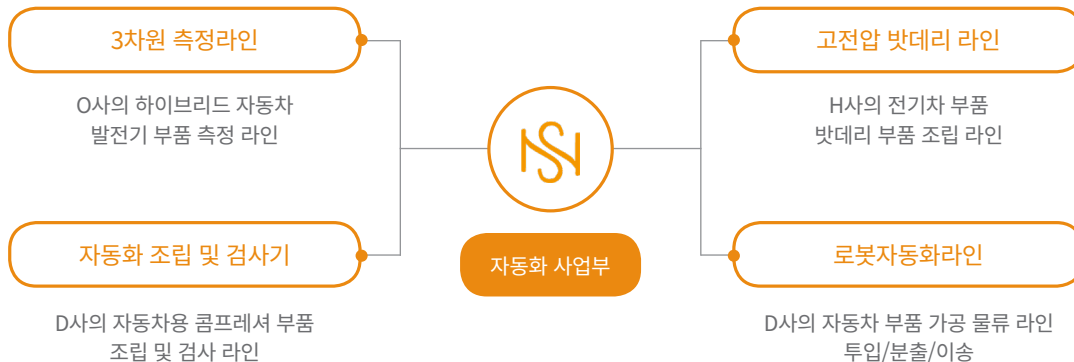 3차원 측정라인
O사의 하이브리드 자동차
발전기 부품 측정 라인
고전압 밧데리 라인
H사의 전기차 부품
밧데리 부품 조립 라인
NS
자동화 사업부
자동화 조립 및 검사기
D사의 자동차용 콤프레셔 부품
조립 및 검사 라인
로봇자동화라인
D사의 자동차 부품 가공 물류 라인
투입/분출/이송